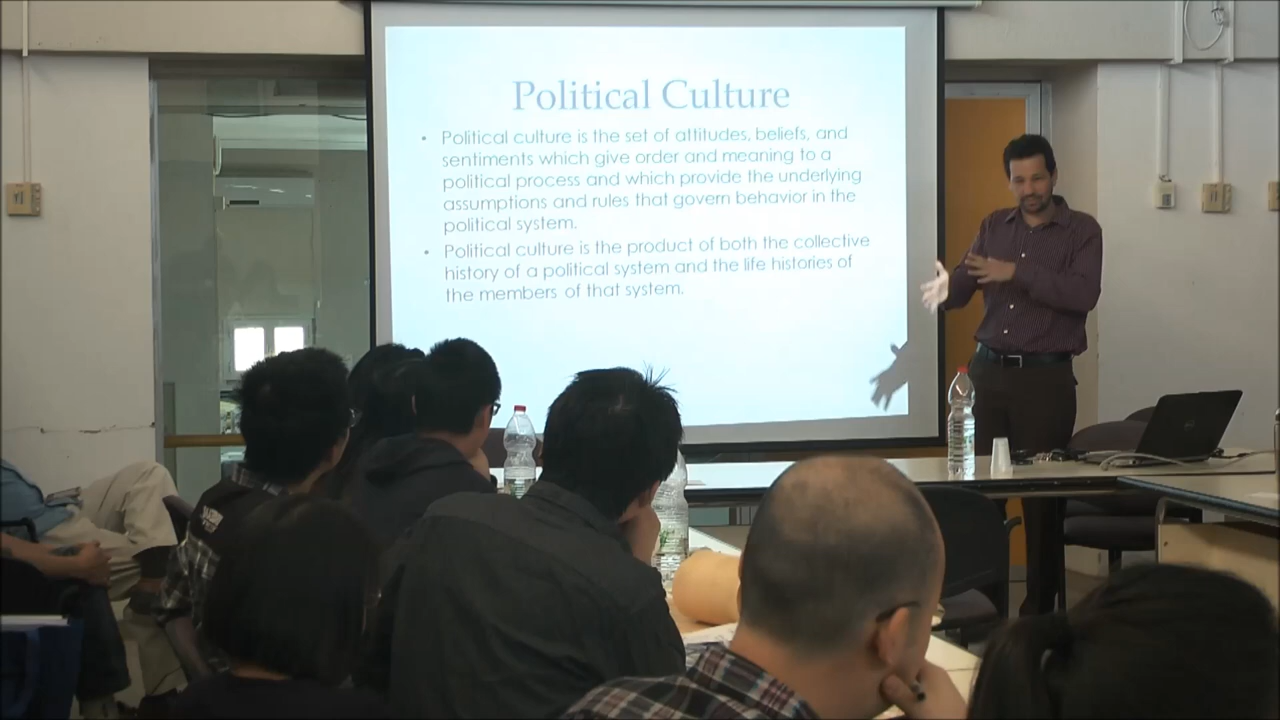 Political Culture
• Political culture is the set of attitudes, beliefs, and
sentiments which give order and meaning to a
political process and which provide the underlying
assumptions and rules that govern behavior in the
political system.
• Political culture is the product of both the collective
history of a political system and the life histories of
the members of that system.